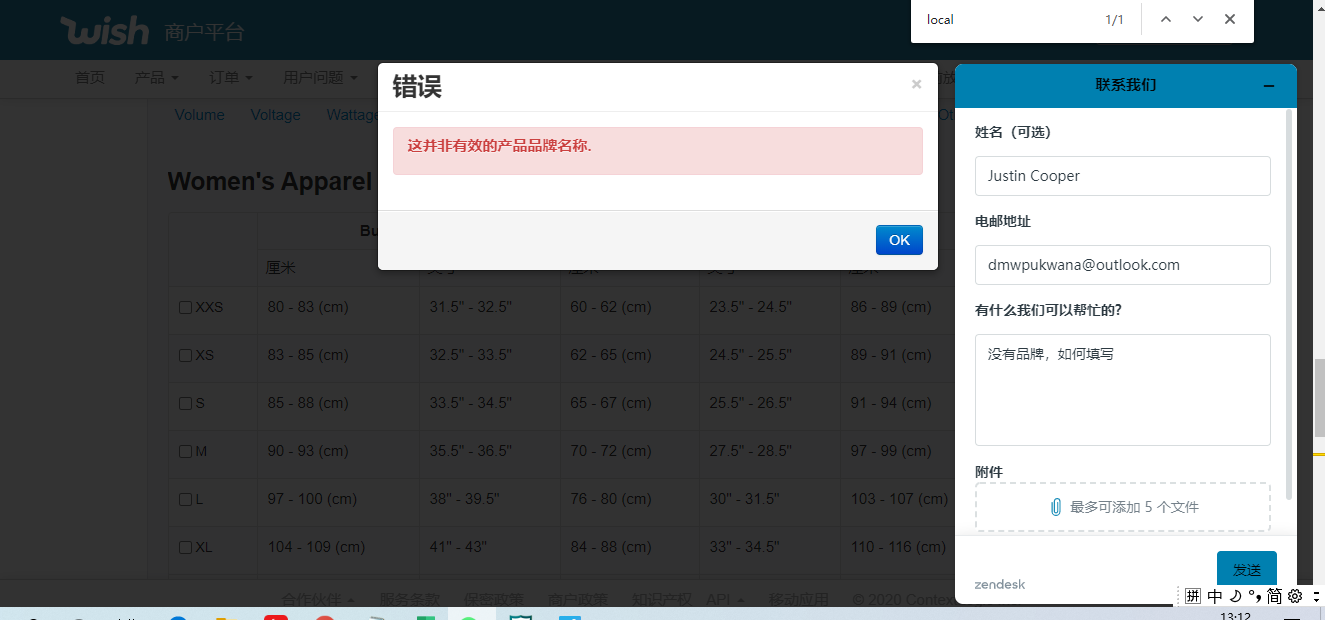 wish 商户平台
local 1/1
首页 产品 订单 用户问题
错误
联系我们
Volume Voltage Wattage
这并非有效的产品品牌名称.
姓名（可选）
Justin Cooper
Women's Apparel
电邮地址
OK
厘米
dmwpukwana@outlook.com
有什么我们可以帮忙的？
XXS 80 - 83 (cm) 31.5" - 32.5" 60 - 62 (cm) 23.5" - 24.5" 86 - 89 (cm)
没有品牌，如何填写
XS 83 - 85 (cm) 32.5" - 33.5" 62 - 65 (cm) 24.5" - 25.5" 89 - 91 (cm)
S 85 - 88 (cm) 33.5" - 34.5" 65 - 67 (cm) 25.5" - 26.5" 91 - 94 (cm)
M 90 - 93 (cm) 35.5" - 36.5" 70 - 72 (cm) 27.5" - 28.5" 97 - 99 (cm)
附件
L 97 - 100 (cm) 38" - 39.5" 76 - 80 (cm) 30" - 31.5" 103 - 107 (cm)
最多可添加 5 个文件
XL 104 - 109 (cm) 41" - 43" 84 - 88 (cm) 33" - 34.5" 110 - 116 (cm)
发送
zendesk
合作伙伴 服务条款 保密政策 商户政策 知识产权 API 移动应用 © 2020
拼 中 简
13:12